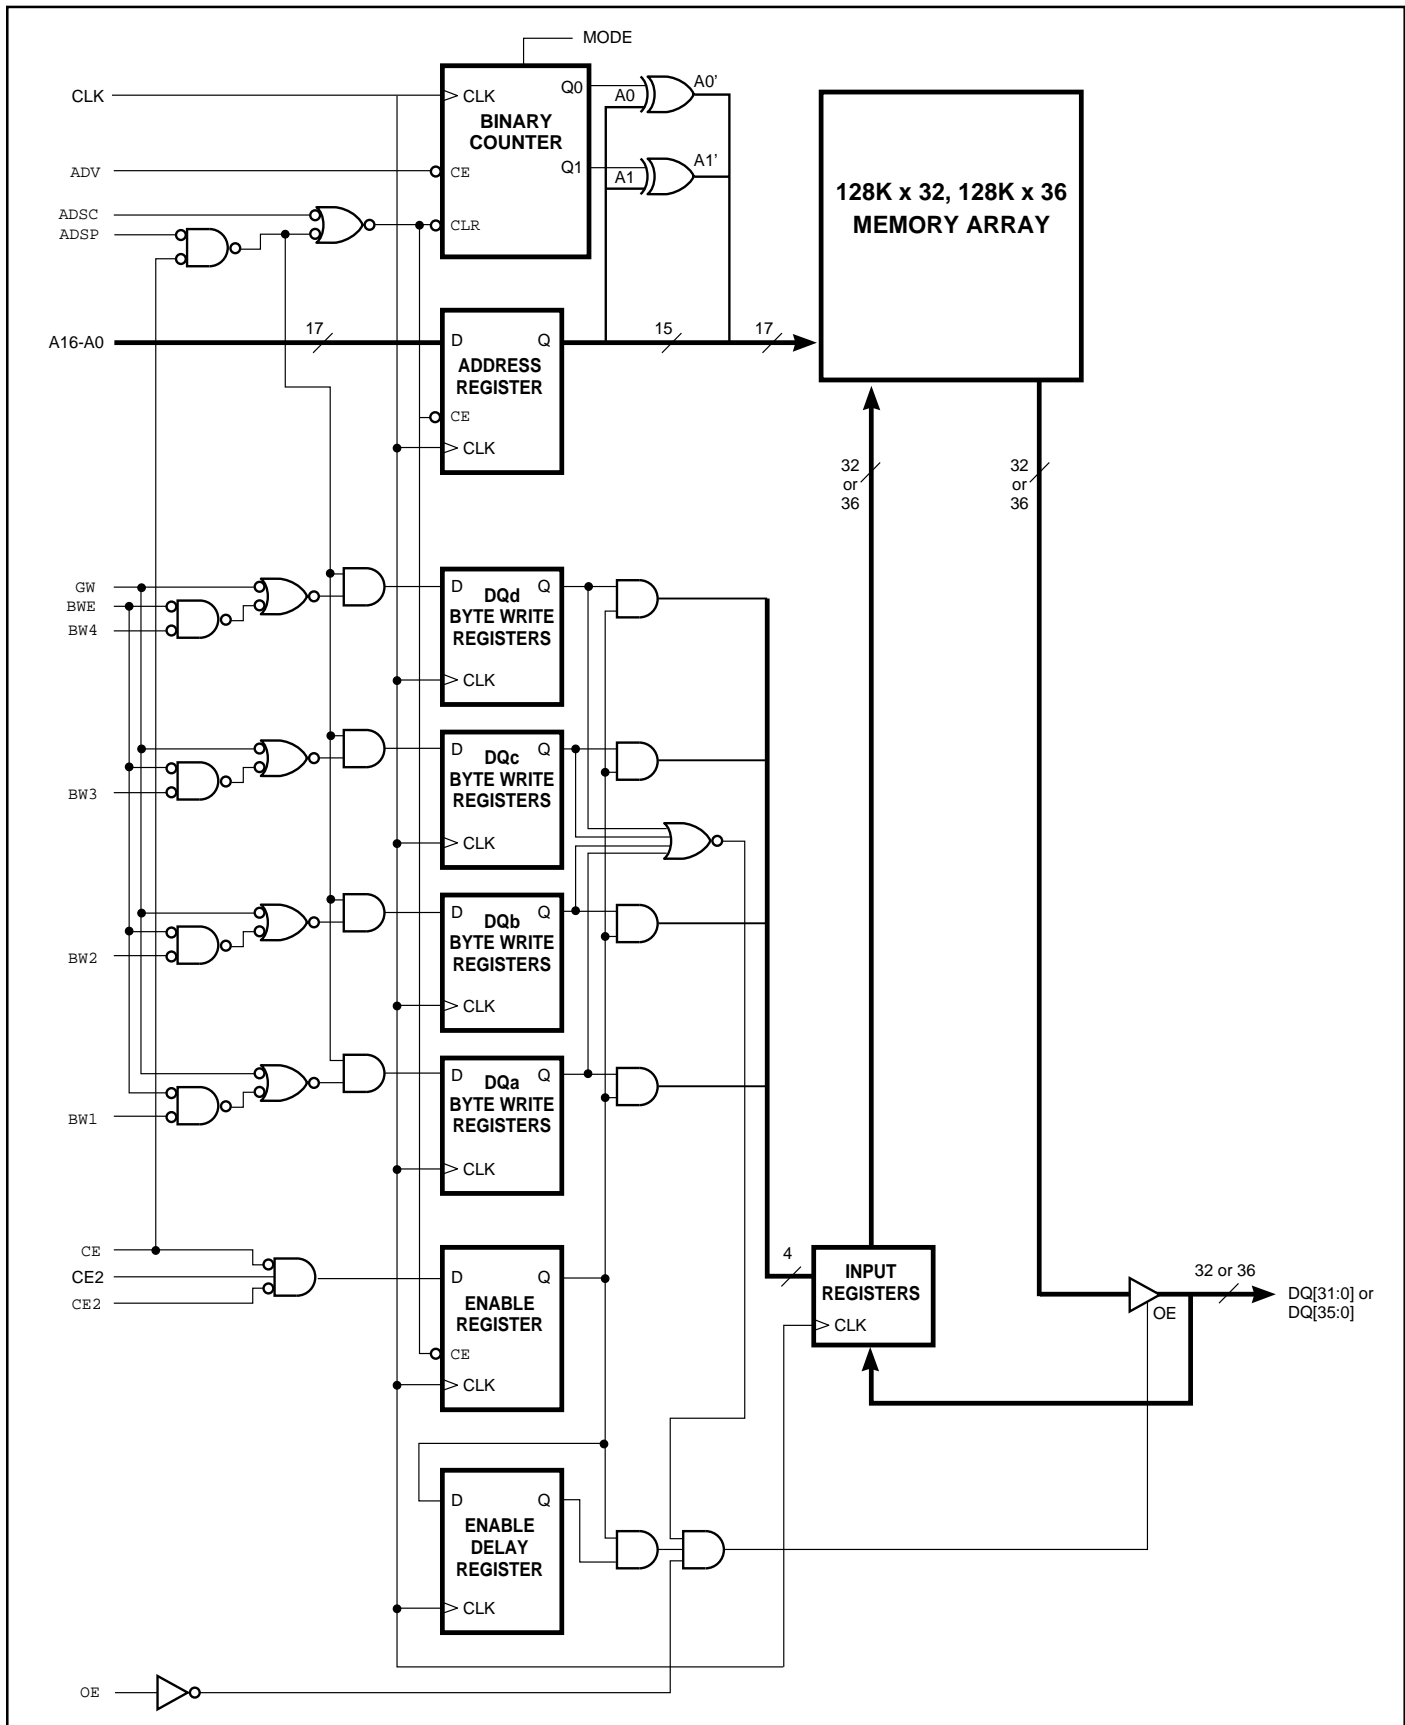 MODE
CLK
CLK
BINARY
COUNTER
Q0
A0
A0'
ADV
CE
Q1
A1
A1'
ADSC
ADSP
CLR
128K x 32, 128K x 36
MEMORY ARRAY
A16-A0
17
D
Q
15
17
ADDRESS
REGISTER
CE
CLK
32
or
36
32
or
36
GW
BWE
BW4
D
Q
DQd
BYTE WRITE
REGISTERS
CLK
BW3
D
Q
DQc
BYTE WRITE
REGISTERS
CLK
BW2
D
Q
DQb
BYTE WRITE
REGISTERS
CLK
BW1
D
Q
DQa
BYTE WRITE
REGISTERS
CLK
CE
CE2
CE2
D
Q
ENABLE
REGISTER
CE
CLK
4
INPUT
REGISTERS
CLK
OE
32 or 36
DQ[31:0] or
DQ[35:0]
D
Q
ENABLE
DELAY
REGISTER
CLK
OE